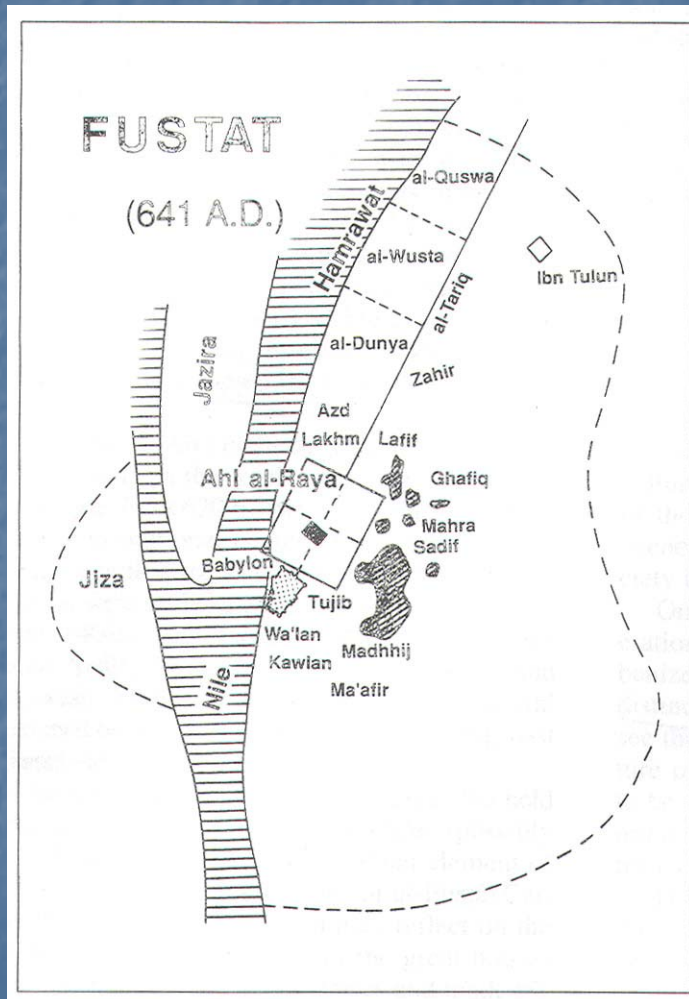 FUSTAT
(641 A.D.)
al-Quswa
Hamrawat
al-Wusta
Ibn Tulun
al-Tariq
al-Dunya
Zahir
Jazira
Azd
Lakhm
Lafif
Ahl al-Raya
Ghafiq
Mahra
Sadif
Babylon
Jiza
Tujib
Wa'lan
Madhhij
Kawlan
Ma'afir
Nile